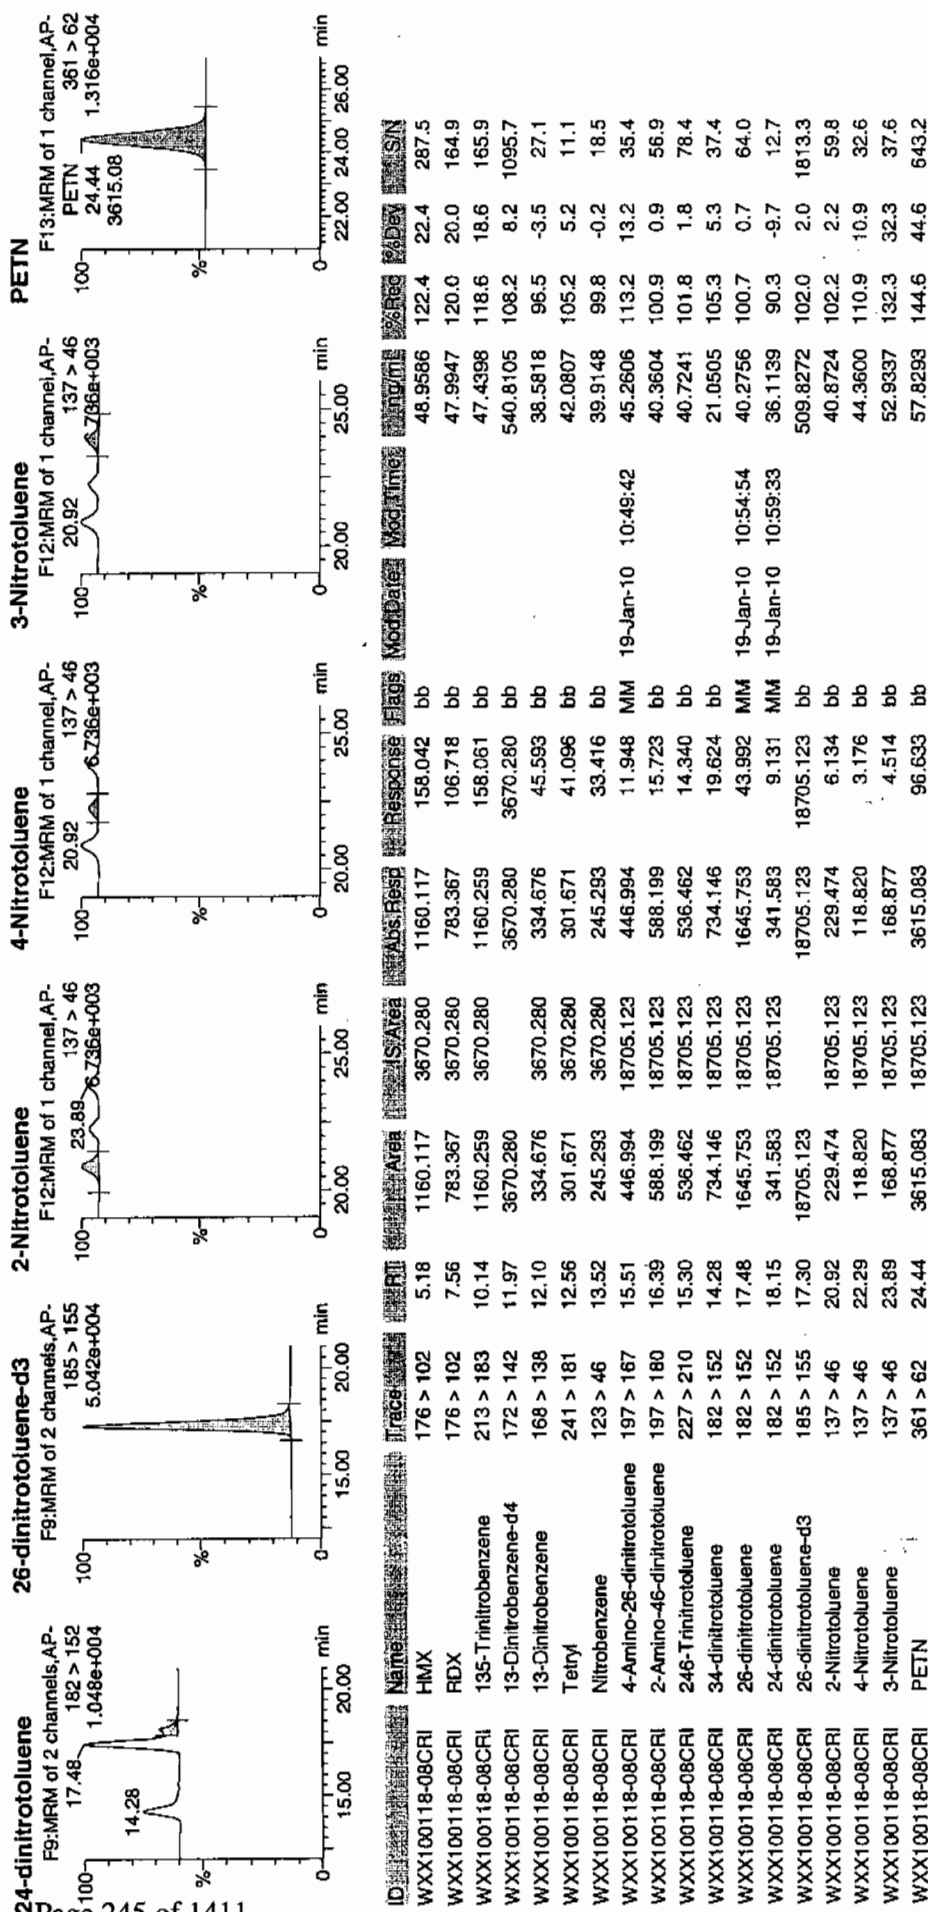 24-dinitrotoluene
F9:MRM of 2 channels,AP-
182 > 152
1.048e+004
17.48
14.28
100
%
0
15.00
20.00
min
26-dinitrotoluene-d3
F9:MRM of 2 channels,AP-
185 > 155
5.042e+004
100
%
0
15.00
20.00
min
2-Nitrotoluene
F12:MRM of 1 channel,AP-
137 > 46
6.736e+003
23.89
100
%
0
20.00
25.00
min
4-Nitrotoluene
F12:MRM of 1 channel,AP-
137 > 46
6.736e+003
20.92
100
%
0
20.00
25.00
min
3-Nitrotoluene
F12:MRM of 1 channel,AP-
137 > 46
6.736e+003
20.92
100
%
0
20.00
25.00
min
PETN
F13:MRM of 1 channel,AP-
361 > 62
1.316e+004
PETN
24.44
3615.08
100
%
0
22.00
24.00
26.00
min
ID Name Trace RT Area IS Area Abs.Resp Response Flags Mod.Date Mod.Time ng/mL %Rec %Dev S/N
WXX100118-08CRI HMX 176 > 102 5.18 1160.117 3670.280 1160.117 158.042 bb 48.9586 122.4 22.4 287.5
WXX100118-08CRI RDX 176 > 102 7.56 783.367 3670.280 783.367 106.718 bb 47.9947 120.0 20.0 164.9
WXX100118-08CRI 135-Trinitrobenzene 213 > 183 10.14 1160.259 3670.280 1160.259 158.061 bb 47.4398 118.6 18.6 165.9
WXX100118-08CRI 13-Dinitrobenzene-d4 172 > 142 11.97 3670.280 3670.280 3670.280 bb 540.8105 108.2 8.2 1095.7
WXX100118-08CRI 13-Dinitrobenzene 168 > 138 12.10 334.676 3670.280 334.676 45.593 bb 38.5818 96.5 -3.5 27.1
WXX100118-08CRI Tetryl 241 > 181 12.56 301.671 3670.280 301.671 41.096 bb 42.0807 105.2 5.2 11.1
WXX100118-08CRI Nitrobenzene 123 > 46 13.52 245.293 3670.280 245.293 33.416 bb 39.9148 99.8 -0.2 18.5
WXX100118-08CRI 4-Amino-26-dinitrotoluene 197 > 167 15.51 446.994 18705.123 446.994 11.948 MM 19-Jan-10 10:49:42 45.2606 113.2 13.2 35.4
WXX100118-08CRI 2-Amino-46-dinitrotoluene 197 > 180 16.39 588.199 18705.123 588.199 15.723 bb 40.3604 100.9 0.9 56.9
WXX100118-08CRI 246-Trinitrotoluene 227 > 210 15.30 536.462 18705.123 536.462 14.340 bb 40.7241 101.8 1.8 78.4
WXX100118-08CRI 34-dinitrotoluene 182 > 152 14.28 734.146 18705.123 734.146 19.624 bb 21.0505 105.3 5.3 37.4
WXX100118-08CRI 26-dinitrotoluene 182 > 152 17.48 1645.753 18705.123 1645.753 43.992 MM 19-Jan-10 10:54:54 40.2756 100.7 0.7 64.0
WXX100118-08CRI 24-dinitrotoluene 182 > 152 18.15 341.583 18705.123 341.583 9.131 MM 19-Jan-10 10:59:33 36.1139 90.3 -9.7 12.7
WXX100118-08CRI 26-dinitrotoluene-d3 185 > 155 17.30 18705.123 18705.123 18705.123 bb 509.8272 102.0 2.0 1813.3
WXX100118-08CRI 2-Nitrotoluene 137 > 46 20.92 229.474 18705.123 229.474 6.134 bb 40.8724 102.2 2.2 59.8
WXX100118-08CRI 4-Nitrotoluene 137 > 46 22.29 118.820 18705.123 118.820 3.176 bb 44.3600 110.9 10.9 32.6
WXX100118-08CRI 3-Nitrotoluene 137 > 46 23.89 168.877 18705.123 168.877 4.514 bb 52.9337 132.3 32.3 37.6
WXX100118-08CRI PETN 361 > 62 24.44 3615.083 18705.123 3615.083 96.633 bb 57.8293 144.6 44.6 643.2
Page 245 of 1411